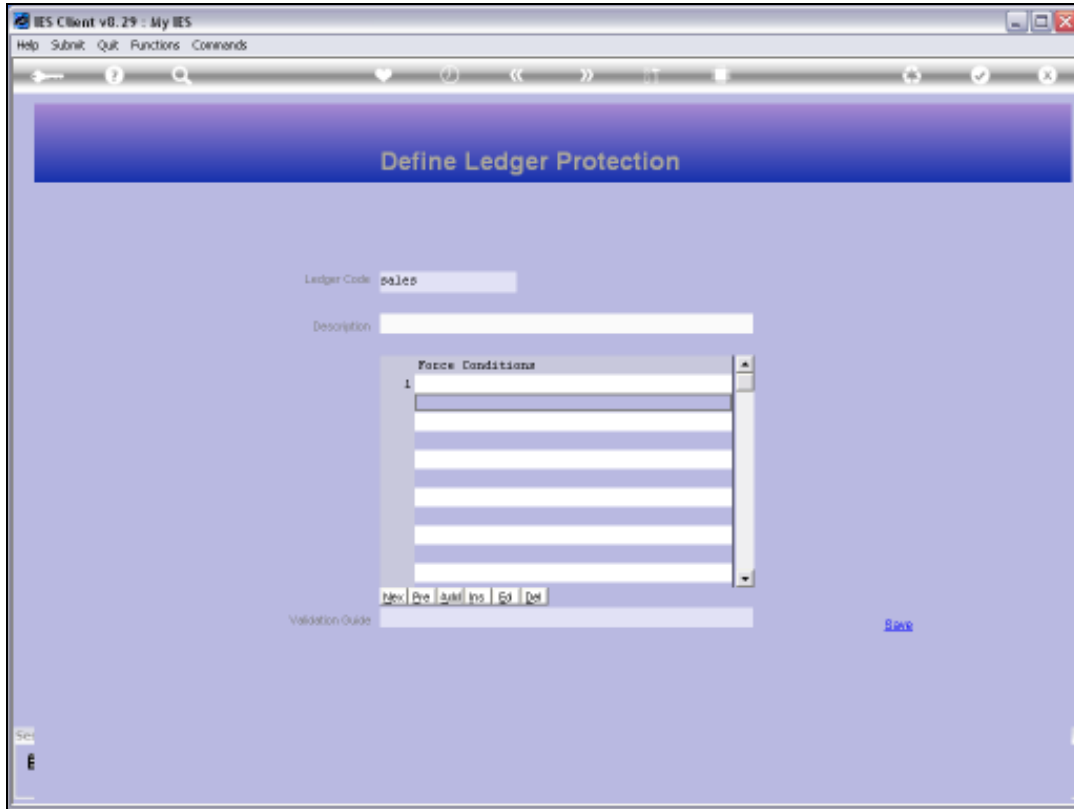 IES Client v8.29 : My IES
Help Submit Quit Functions Commands
Define Ledger Protection
Ledger Code sales
Description
Force Conditions
1
Nex Pre Add Ins Ed Del
Validation Guide
Save
Se